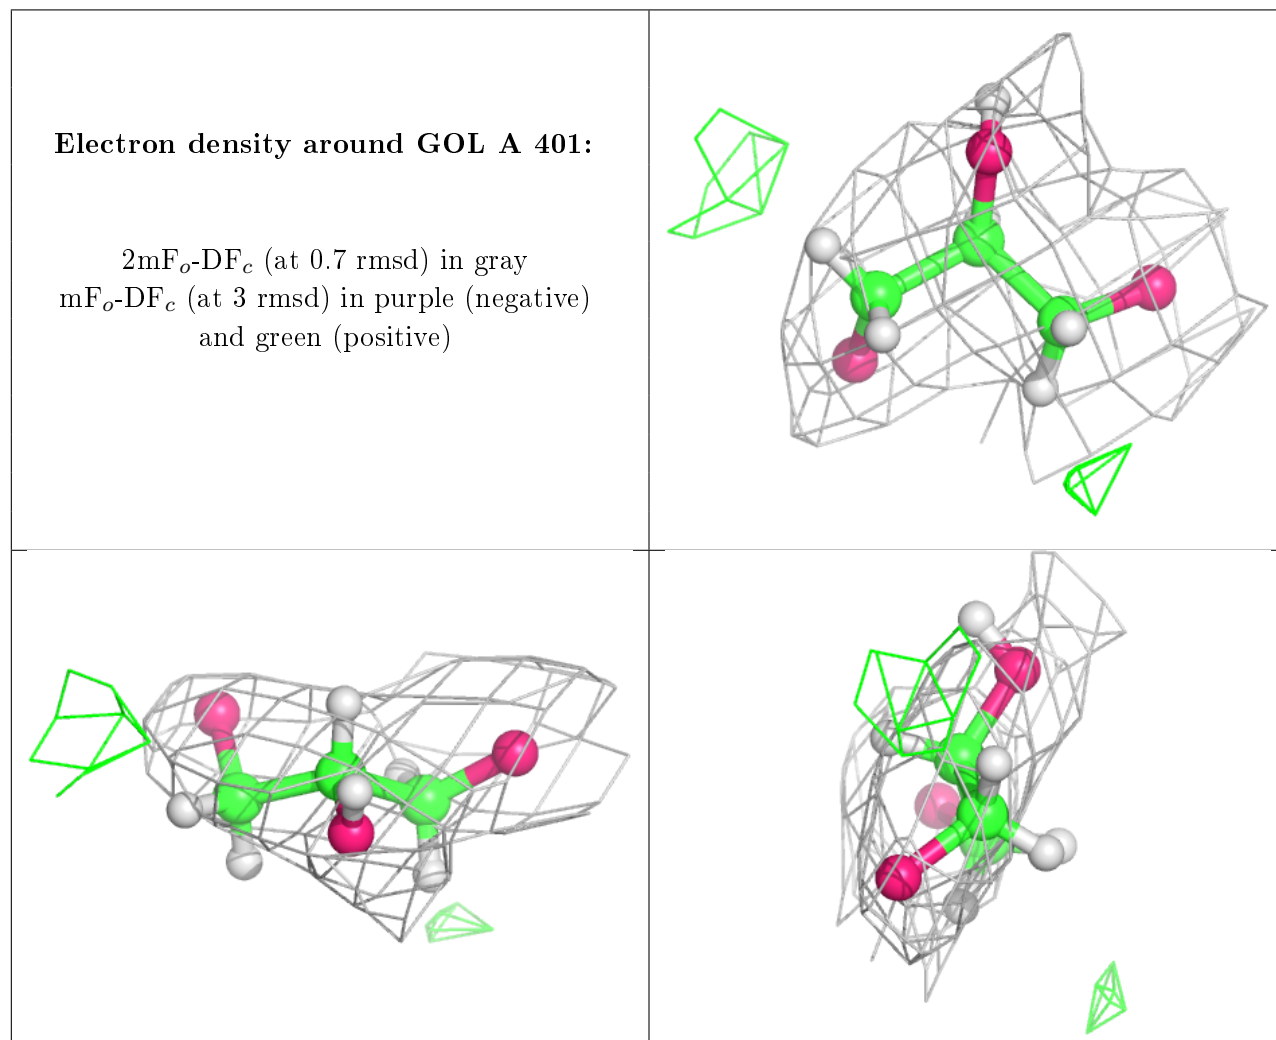 Electron density around GOL A 401:
2mFo-DFc (at 0.7 rmsd) in gray
mFo-DFc (at 3 rmsd) in purple (negative)
and green (positive)